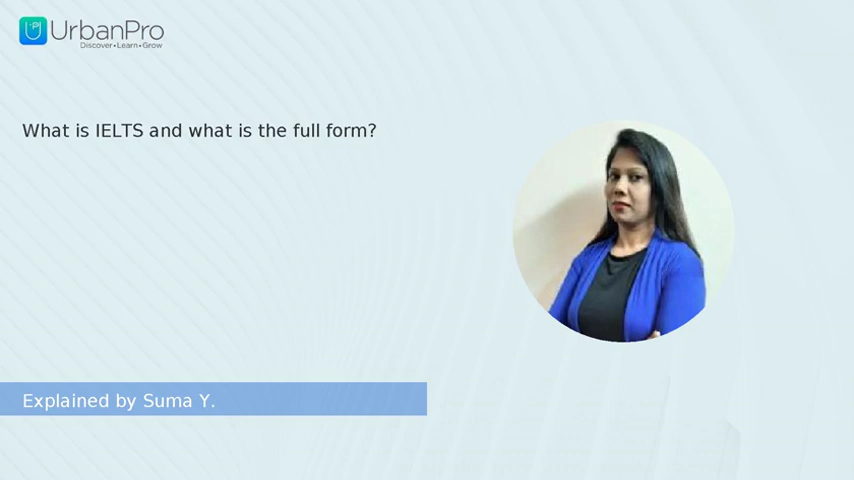 UrbanPro
Discover•Learn•Grow
What is IELTS and what is the full form?
Explained by Suma Y.